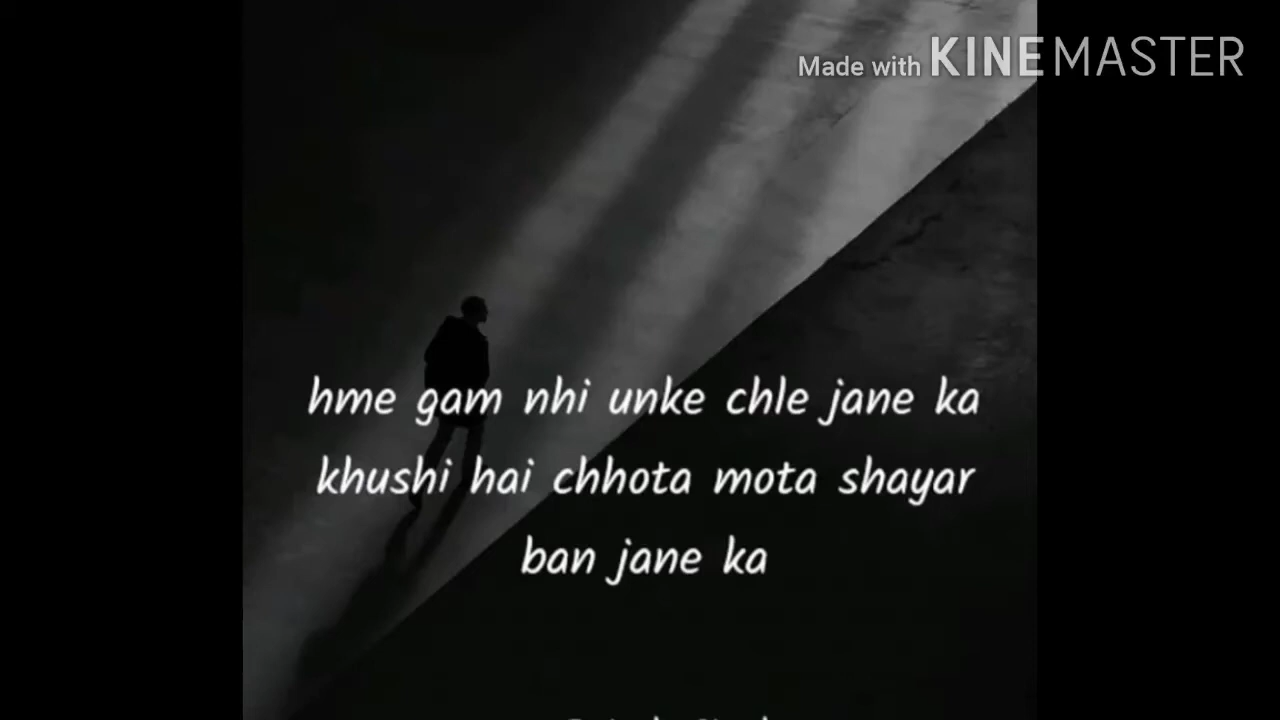 Made with KINEMASTER
hme gam nhi unke chle jane ka
khushi hai chhota mota shayar
ban jane ka